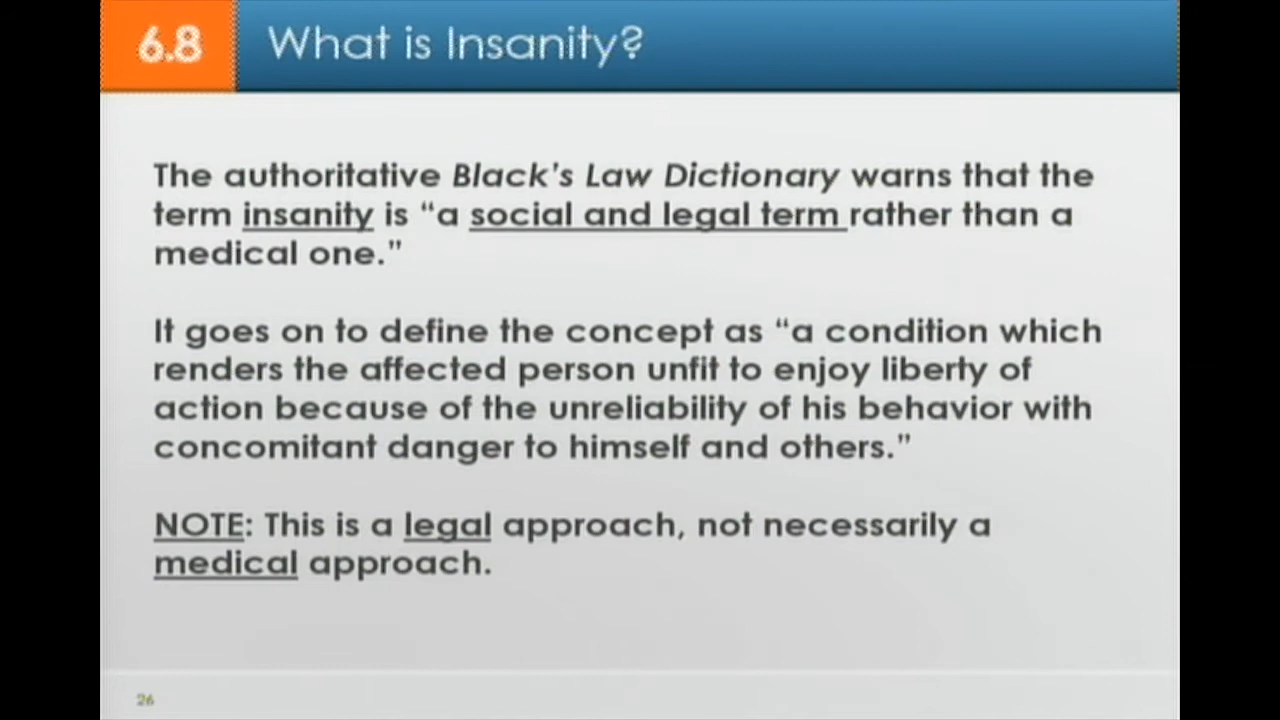 6.8 What is Insanity?
The authoritative Black's Law Dictionary warns that the
term insanity is “a social and legal term rather than a
medical one.”
It goes on to define the concept as “a condition which
renders the affected person unfit to enjoy liberty of
action because of the unreliability of his behavior with
concomitant danger to himself and others.”
NOTE: This is a legal approach, not necessarily a
medical approach.
26